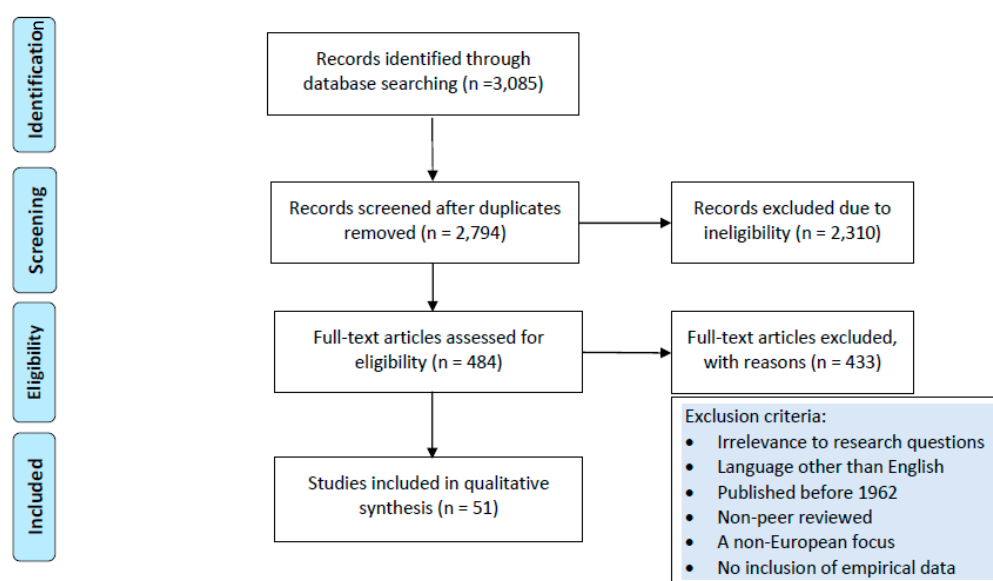 Identification
Records identified through
database searching (n =3,085)
Screening
Records screened after duplicates
removed (n = 2,794)
Records excluded due to
ineligibility (n = 2,310)
Eligibility
Full-text articles assessed for
eligibility (n = 484)
Full-text articles excluded,
with reasons (n = 433)
Exclusion criteria:
• Irrelevance to research questions
• Language other than English
• Published before 1962
• Non-peer reviewed
• A non-European focus
• No inclusion of empirical data
Included
Studies included in qualitative
synthesis (n = 51)